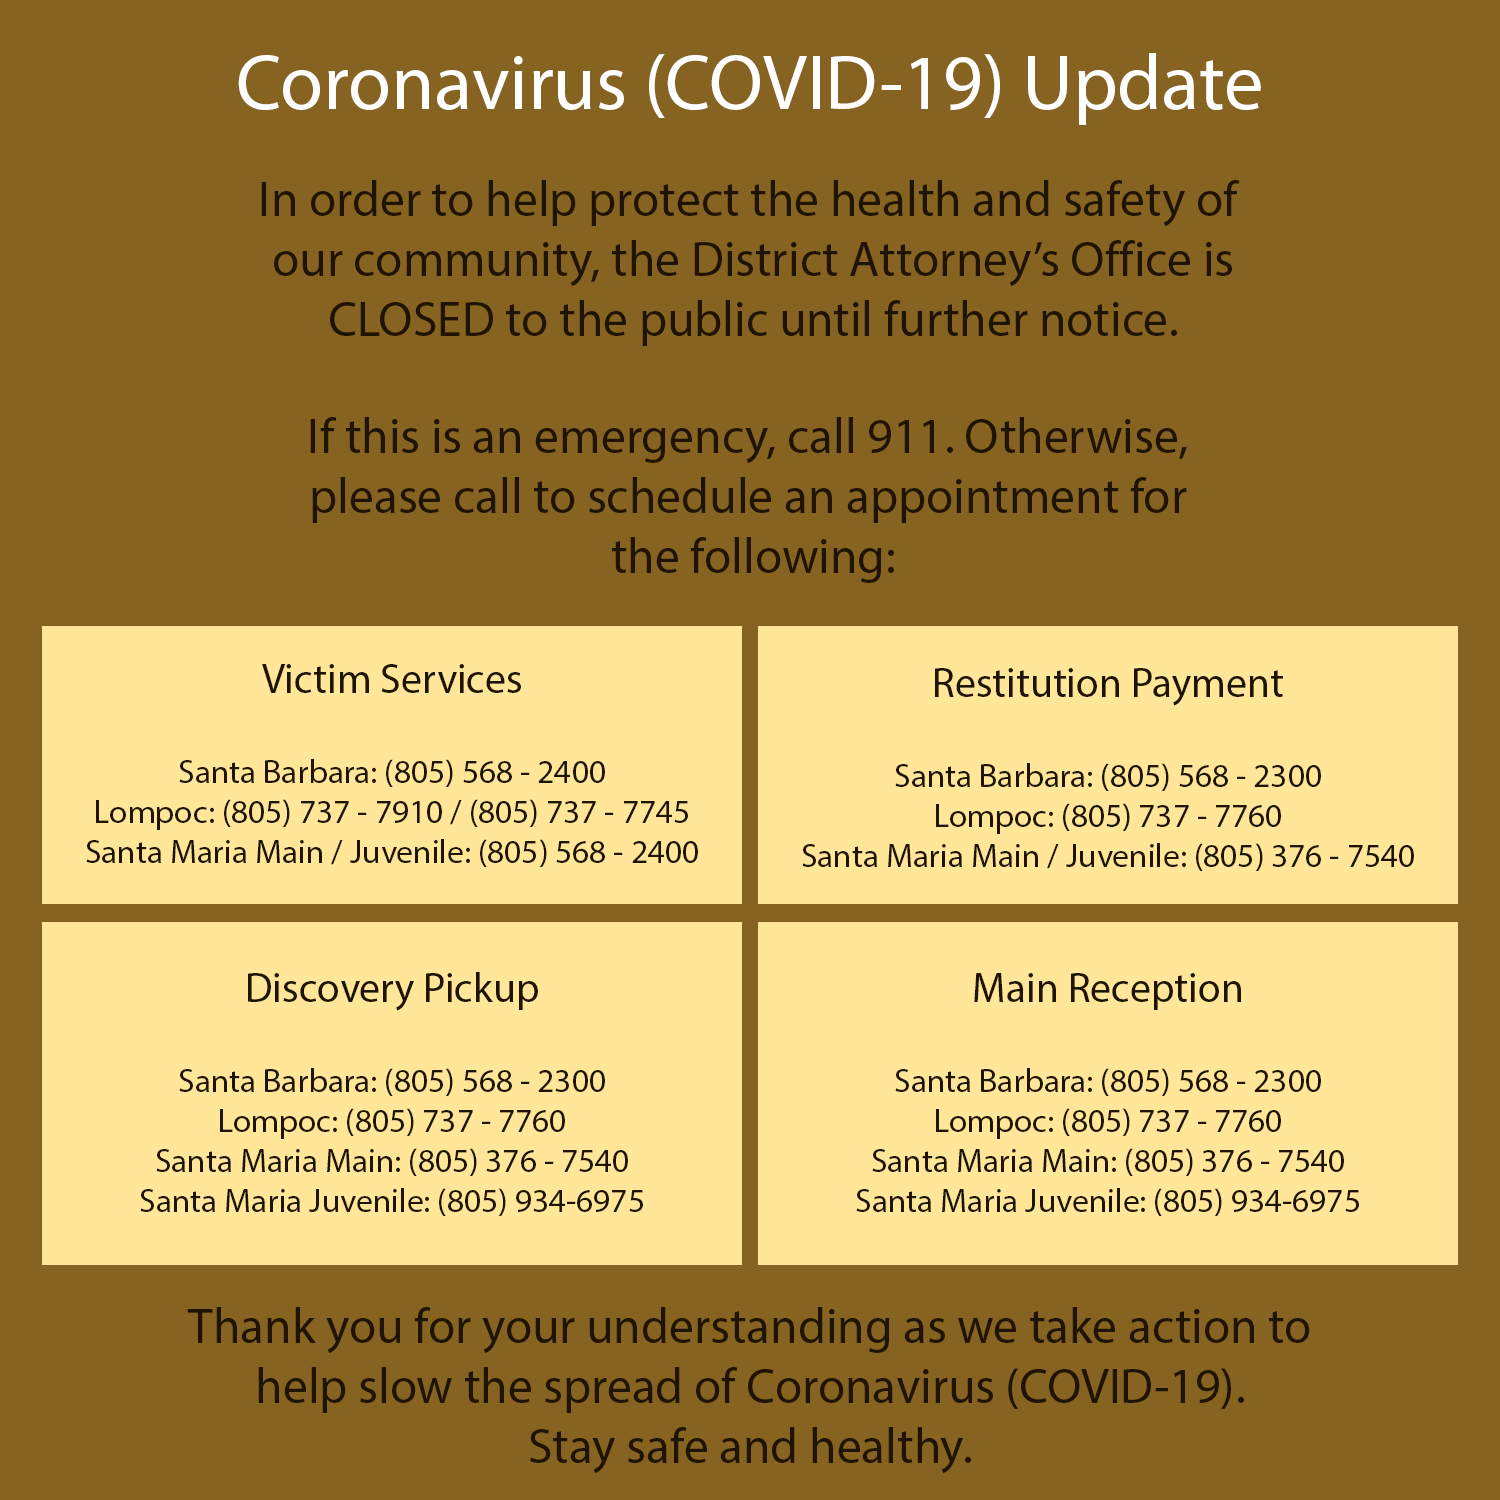 Coronavirus (COVID-19) Update
In order to help protect the health and safety of
our community, the District Attorney’s Office is
CLOSED to the public until further notice.
If this is an emergency, call 911. Otherwise,
please call to schedule an appointment for
the following:
Victim Services
Santa Barbara: (805) 568 - 2400
Lompoc: (805) 737 - 7910 / (805) 737 - 7745
Santa Maria Main / Juvenile: (805) 568 - 2400
Restitution Payment
Santa Barbara: (805) 568 - 2300
Lompoc: (805) 737 - 7760
Santa Maria Main / Juvenile: (805) 376 - 7540
Discovery Pickup
Santa Barbara: (805) 568 - 2300
Lompoc: (805) 737 - 7760
Santa Maria Main: (805) 376 - 7540
Santa Maria Juvenile: (805) 934-6975
Main Reception
Santa Barbara: (805) 568 - 2300
Lompoc: (805) 737 - 7760
Santa Maria Main: (805) 376 - 7540
Santa Maria Juvenile: (805) 934-6975
Thank you for your understanding as we take action to
help slow the spread of Coronavirus (COVID-19).
Stay safe and healthy.